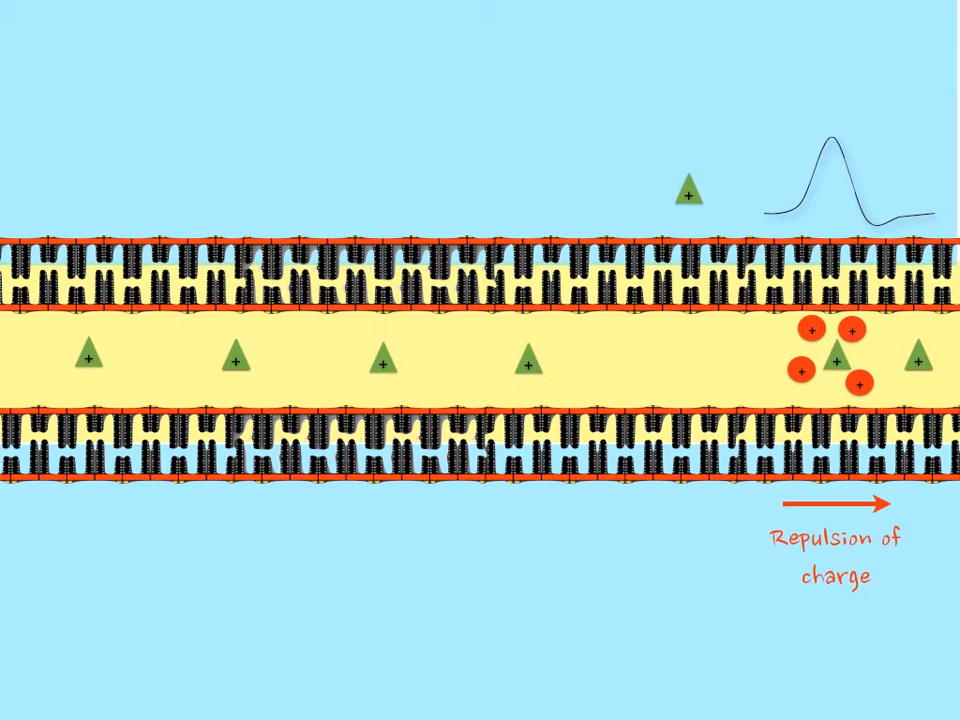 +
+ +
+ + + + + +
+ +
Repulsion of
charge